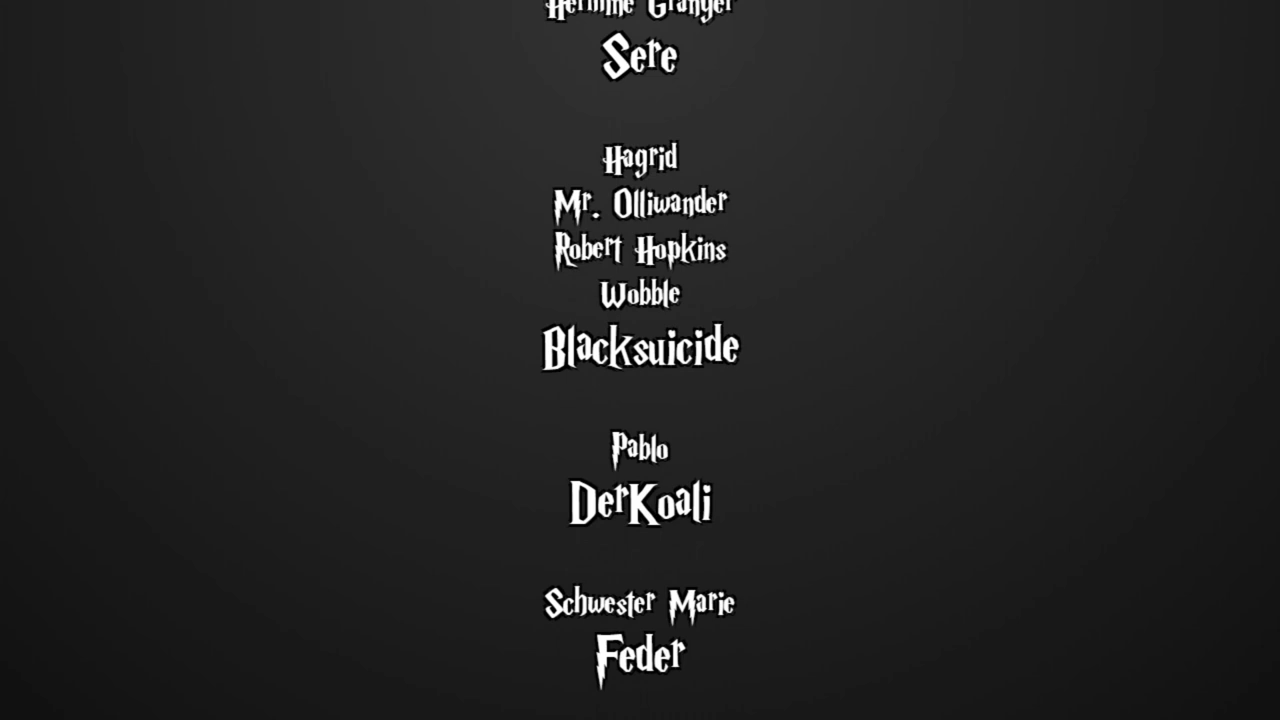 Hermine Granger
Sere
Hagrid
Mr. Olliwander
Robert Hopkins
Wobble
Blacksuicide
Pablo
DerKoali
Schwester Marie
Feder